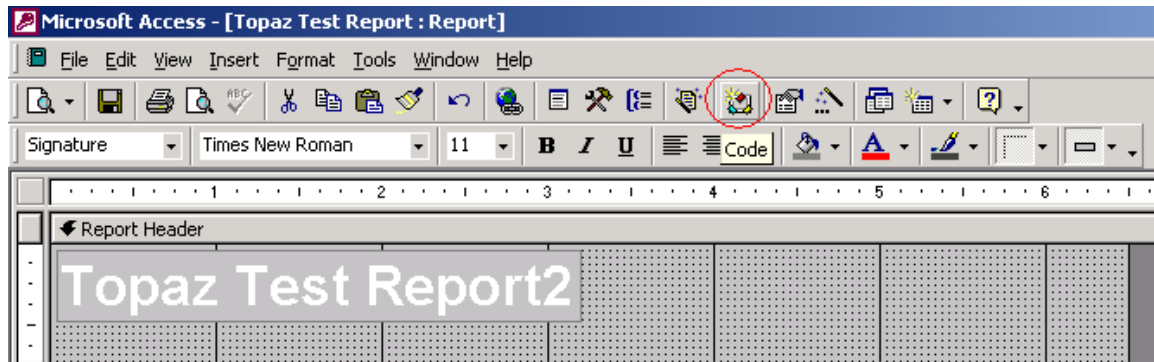 Microsoft Access - [Topaz Test Report : Report]
File Edit View Insert Format Tools Window Help
ABC
Signature Times New Roman 11 B I U Code A
1 2 3 4 5 6
Report Header
Topaz Test Report2